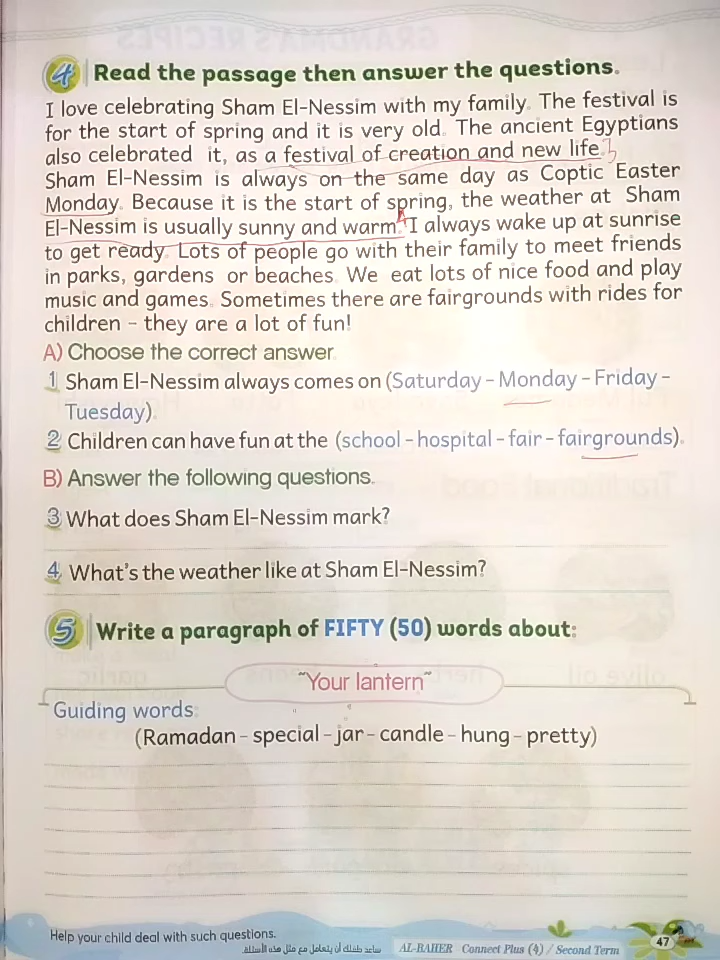 4 Read the passage then answer the questions.
I love celebrating Sham El-Nessim with my family. The festival is
for the start of spring and it is very old. The ancient Egyptians
also celebrated it, as a festival of creation and new life.
Sham El-Nessim is always on the same day as Coptic Easter
Monday. Because it is the start of spring, the weather at Sham
El-Nessim is usually sunny and warm. I always wake up at sunrise
to get ready. Lots of people go with their family to meet friends
in parks, gardens or beaches. We eat lots of nice food and play
music and games. Sometimes there are fairgrounds with rides for
children - they are a lot of fun!
A) Choose the correct answer.
1 Sham El-Nessim always comes on (Saturday - Monday - Friday -
Tuesday).
2 Children can have fun at the (school - hospital - fair - fairgrounds).
B) Answer the following questions.
3 What does Sham El-Nessim mark?
4 What's the weather like at Sham El-Nessim?
5 Write a paragraph of FIFTY (50) words about:
"Your lantern"
Guiding words:
(Ramadan - special - jar - candle - hung - pretty)
Help your child deal with such questions.
ساعد طفلك أن يتعامل مع مثل هذه الأسئلة.
AL-BAHER Connect Plus (4) / Second Term
47